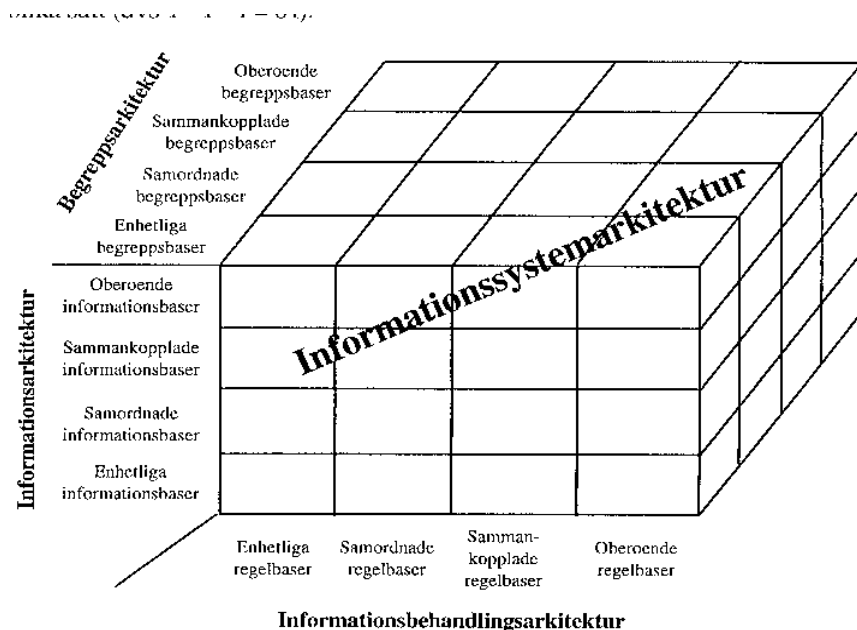 Begreppsarkitektur
Oberoende
begreppsbaser
Sammankopplade
begreppsbaser
Samordnade
begreppsbaser
Enhetliga
begreppsbaser
Informationssystemarkitektur
Informationsarkitektur
Oberoende
informationsbaser
Sammankopplade
informationsbaser
Samordnade
informationsbaser
Enhetliga
informationsbaser
Enhetliga
regelbaser
Samordnade
regelbaser
Samman-
kopplade
regelbaser
Oberoende
regelbaser
Informationsbehandlingsarkitektur